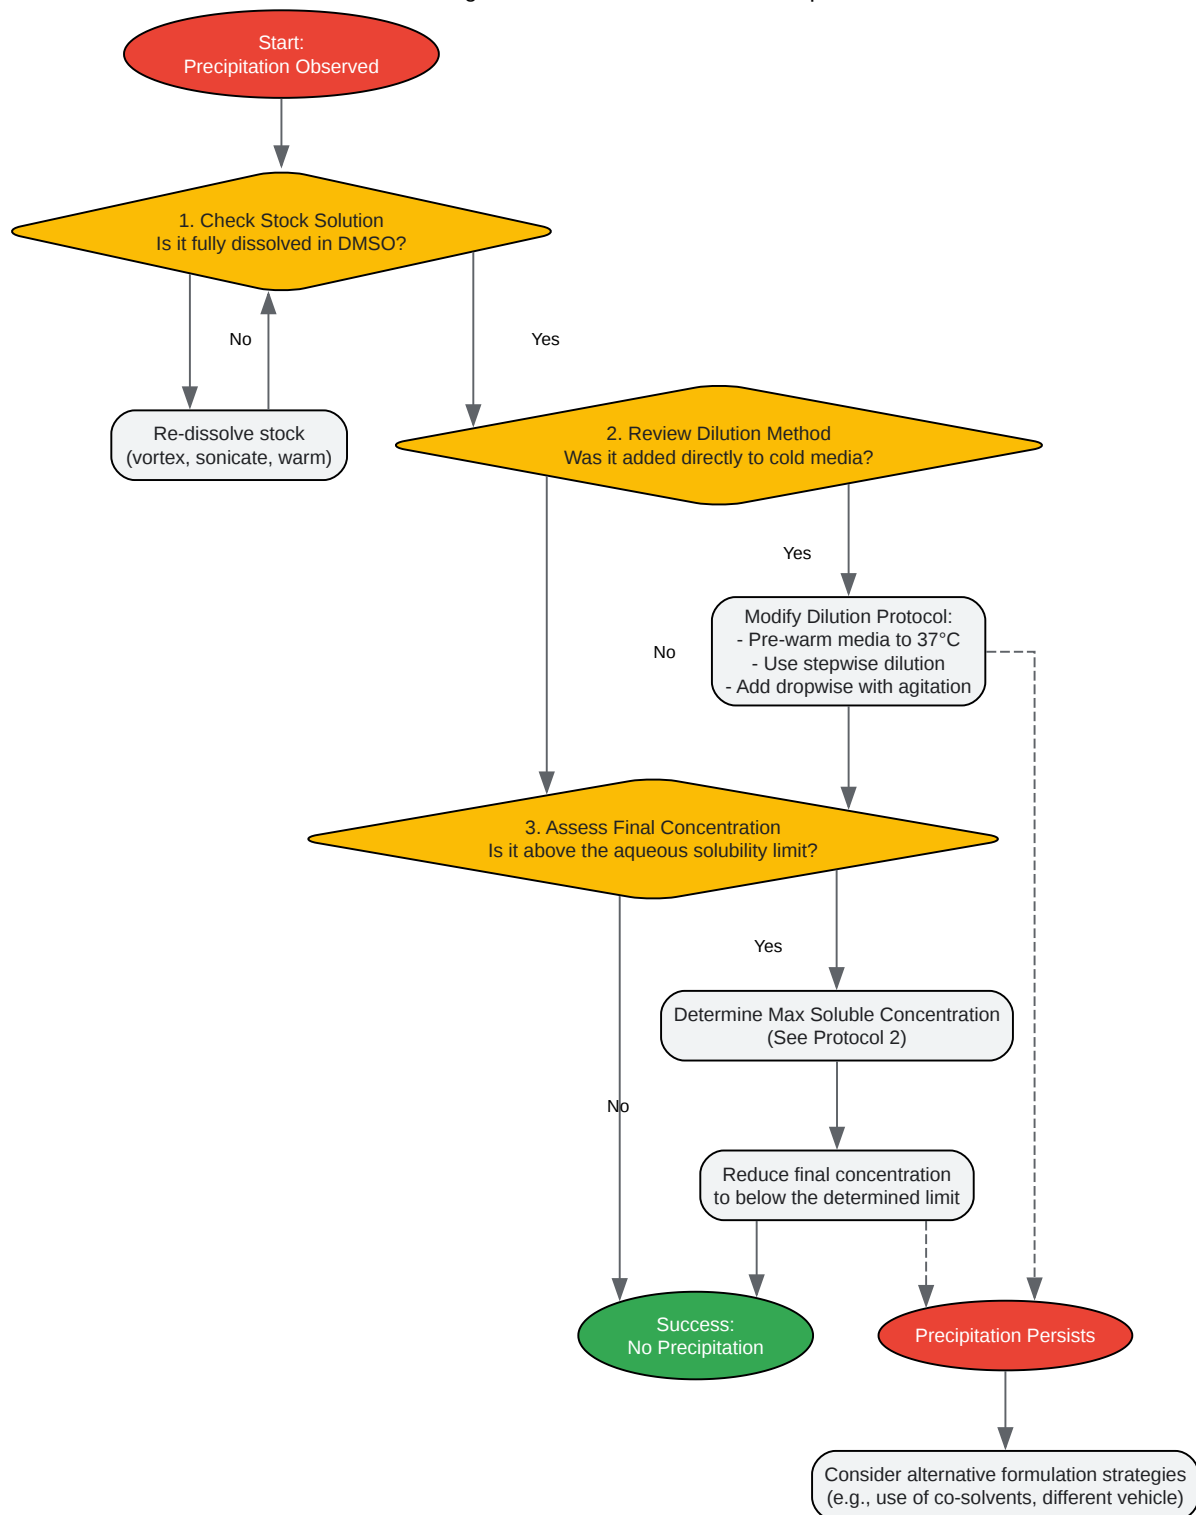 Start:
Precipitation Observed
1. Check Stock Solution
Is it fully dissolved in DMSO?
No
Yes
Re-dissolve stock
(vortex, sonicate, warm)
2. Review Dilution Method
Was it added directly to cold media?
Yes
No
Modify Dilution Protocol:
- Pre-warm media to 37°C
- Use stepwise dilution
- Add dropwise with agitation
3. Assess Final Concentration
Is it above the aqueous solubility limit?
Yes
Determine Max Soluble Concentration
(See Protocol 2)
No
Reduce final concentration
to below the determined limit
Success:
No Precipitation
Precipitation Persists
Consider alternative formulation strategies
(e.g., use of co-solvents, different vehicle)